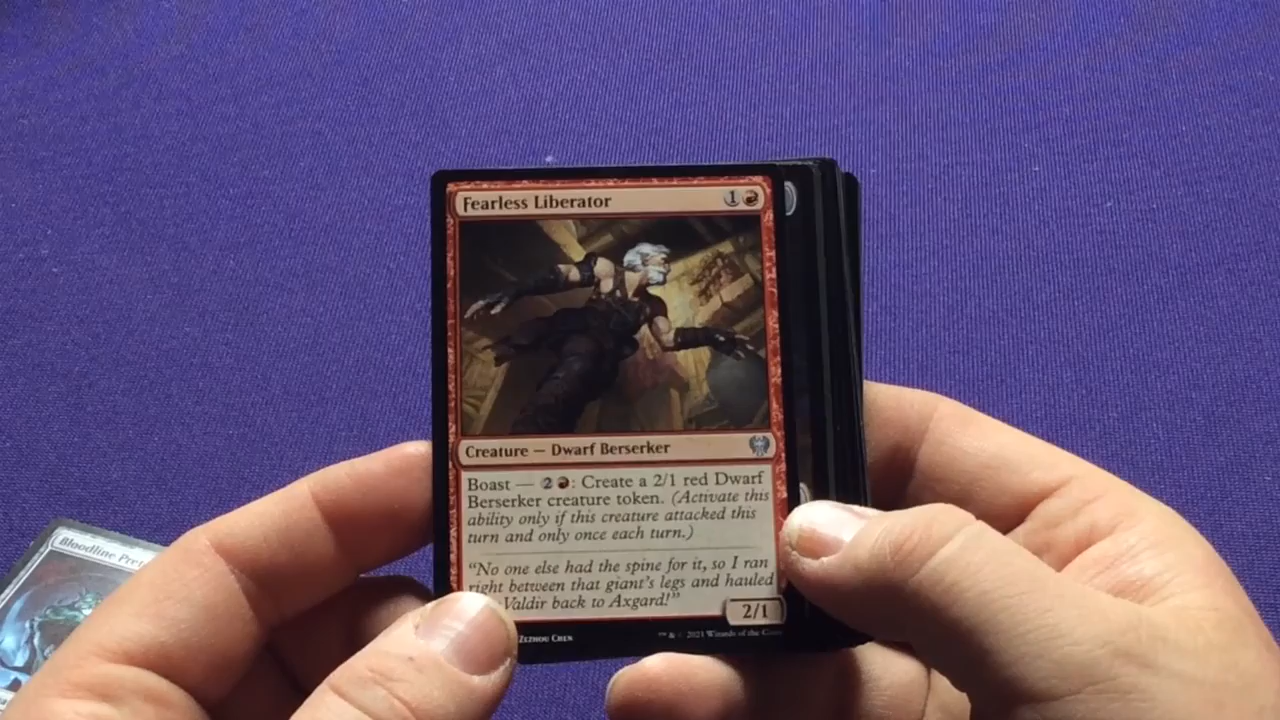 Fearless Liberator
1
Creature — Dwarf Berserker
Boast — 2 : Create a 2/1 red Dwarf
Berserker creature token. (Activate this
ability only if this creature attacked this
turn and only once each turn.)
"No one else had the spine for it, so I ran
right between that giant's legs and hauled
Valdir back to Axgard!"
2/1
Zezhou Chen
™ & © 2021 Wizards of the
Bloodline